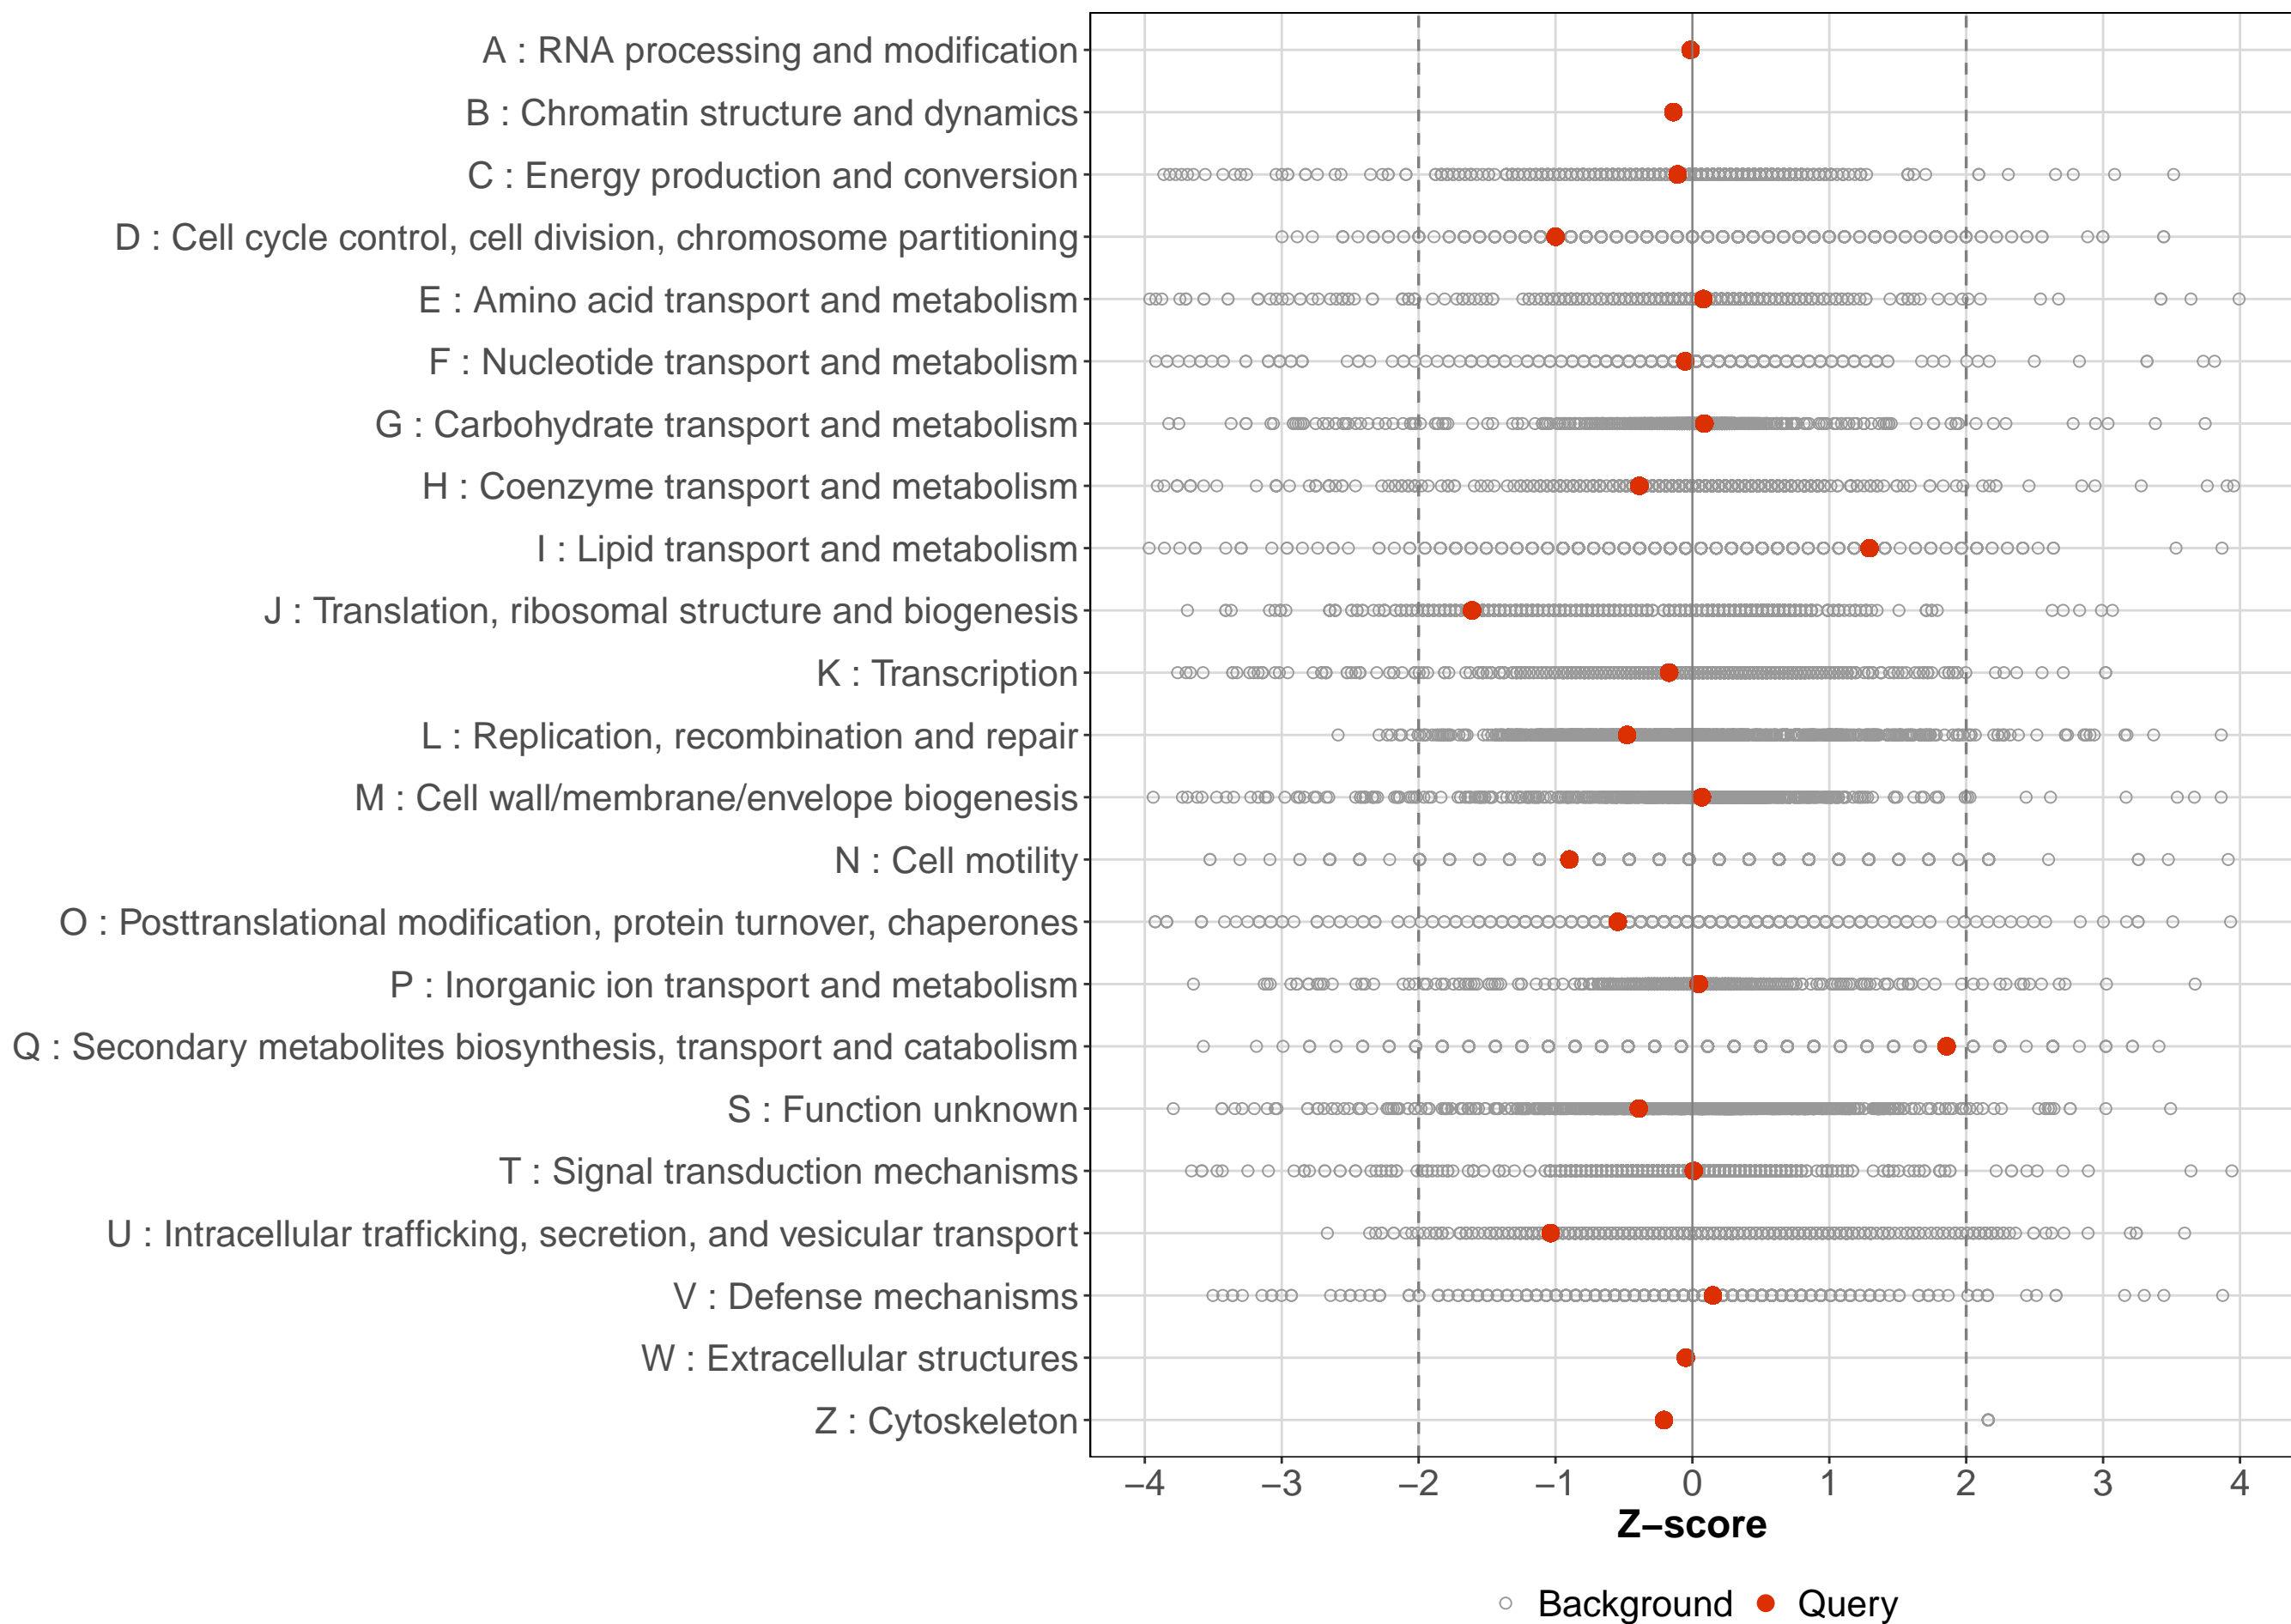 A : RNA processing and modification
B : Chromatin structure and dynamics
C : Energy production and conversion
D : Cell cycle control, cell division, chromosome partitioning
E : Amino acid transport and metabolism
F : Nucleotide transport and metabolism
G : Carbohydrate transport and metabolism
H : Coenzyme transport and metabolism
I : Lipid transport and metabolism
J : Translation, ribosomal structure and biogenesis
K : Transcription
L : Replication, recombination and repair
M : Cell wall/membrane/envelope biogenesis
N : Cell motility
O : Posttranslational modification, protein turnover, chaperones
P : Inorganic ion transport and metabolism
Q : Secondary metabolites biosynthesis, transport and catabolism
S : Function unknown
T : Signal transduction mechanisms
U : Intracellular trafficking, secretion, and vesicular transport
V : Defense mechanisms
W : Extracellular structures
Z : Cytoskeleton
−4 −3 −2 −1 0 1 2 3 4
Z−score
Background Query